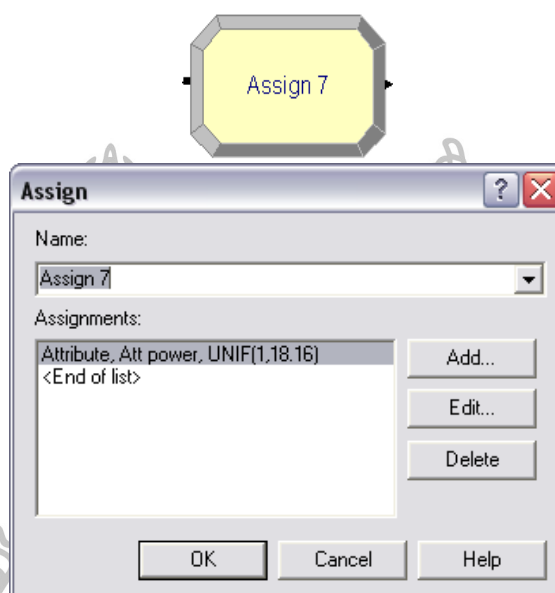 Assign 7
Assign
Name:
Assign 7
Assignments:
Attribute, Att power, UNIF(1,18.16)
<End of list>
Add...
Edit...
Delete
OK
Cancel
Help